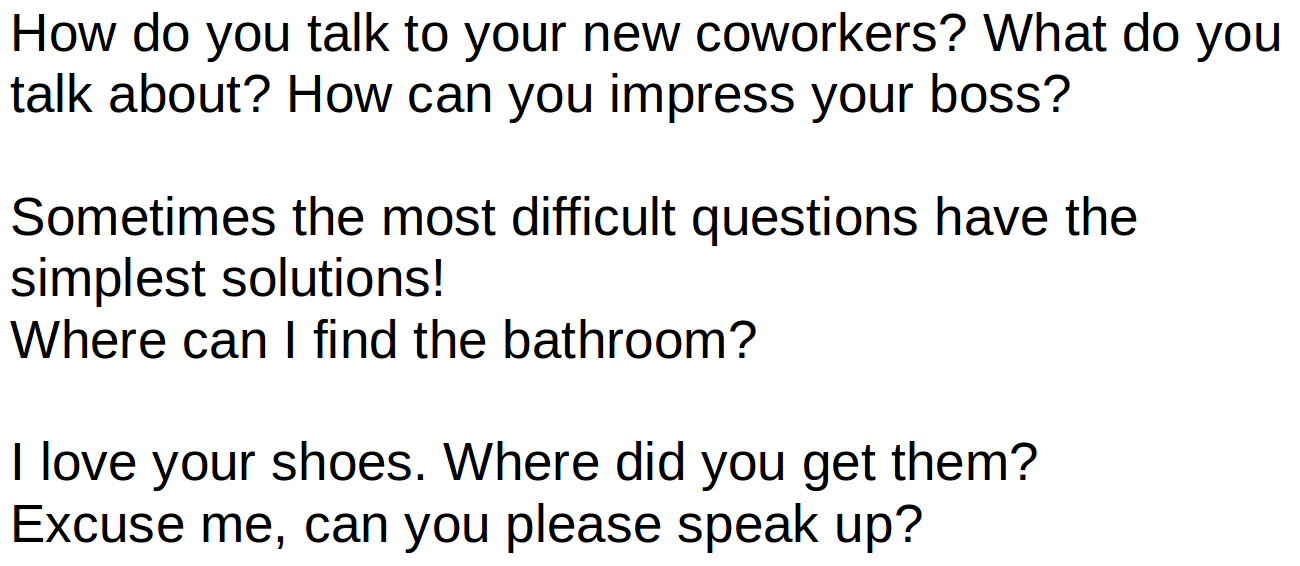 How do you talk to your new coworkers? What do you
talk about? How can you impress your boss?
Sometimes the most difficult questions have the
simplest solutions!
Where can I find the bathroom?
I love your shoes. Where did you get them?
Excuse me, can you please speak up?